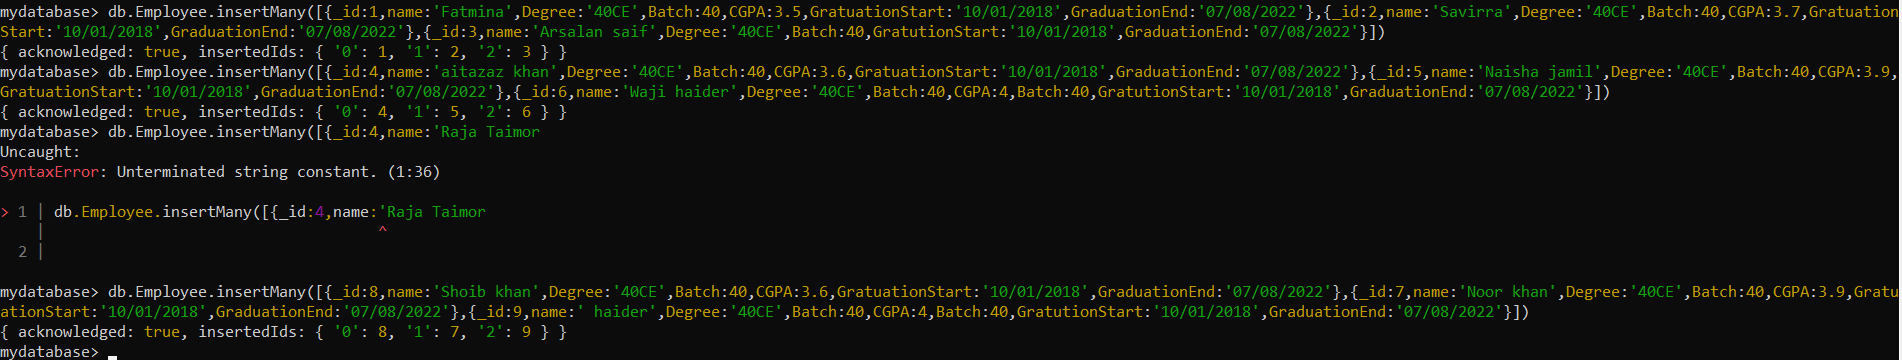 mydatabase> db.Employee.insertMany([{_id:1,name:'Fatmina',Degree:'40CE',Batch:40,CGPA:3.5,GratuationStart:'10/01/2018',GraduationEnd:'07/08/2022'},{_id:2,name:'Savirra',Degree:'40CE',Batch:40,CGPA:3.7,Gratuation
Start:'10/01/2018',GraduationEnd:'07/08/2022'},{_id:3,name:'Arsalan saif',Degree:'40CE',Batch:40,GratutionStart:'10/01/2018',GraduationEnd:'07/08/2022'}])
{ acknowledged: true, insertedIds: { '0': 1, '1': 2, '2': 3 } }
mydatabase> db.Employee.insertMany([{_id:4,name:'aitazaz khan',Degree:'40CE',Batch:40,CGPA:3.6,GratuationStart:'10/01/2018',GraduationEnd:'07/08/2022'},{_id:5,name:'Naisha jamil',Degree:'40CE',Batch:40,CGPA:3.9,
GratuationStart:'10/01/2018',GraduationEnd:'07/08/2022'},{_id:6,name:'Waji haider',Degree:'40CE',Batch:40,CGPA:4,Batch:40,GratutionStart:'10/01/2018',GraduationEnd:'07/08/2022'}])
{ acknowledged: true, insertedIds: { '0': 4, '1': 5, '2': 6 } }
mydatabase> db.Employee.insertMany([{_id:4,name:'Raja Taimor
Uncaught:
SyntaxError: Unterminated string constant. (1:36)
> 1 | db.Employee.insertMany([{_id:4,name:'Raja Taimor
| ^
2 |
mydatabase> db.Employee.insertMany([{_id:8,name:'Shoib khan',Degree:'40CE',Batch:40,CGPA:3.6,GratuationStart:'10/01/2018',GraduationEnd:'07/08/2022'},{_id:7,name:'Noor khan',Degree:'40CE',Batch:40,CGPA:3.9,Gratu
ationStart:'10/01/2018',GraduationEnd:'07/08/2022'},{_id:9,name:' haider',Degree:'40CE',Batch:40,CGPA:4,Batch:40,GratutionStart:'10/01/2018',GraduationEnd:'07/08/2022'}])
{ acknowledged: true, insertedIds: { '0': 8, '1': 7, '2': 9 } }
mydatabase>